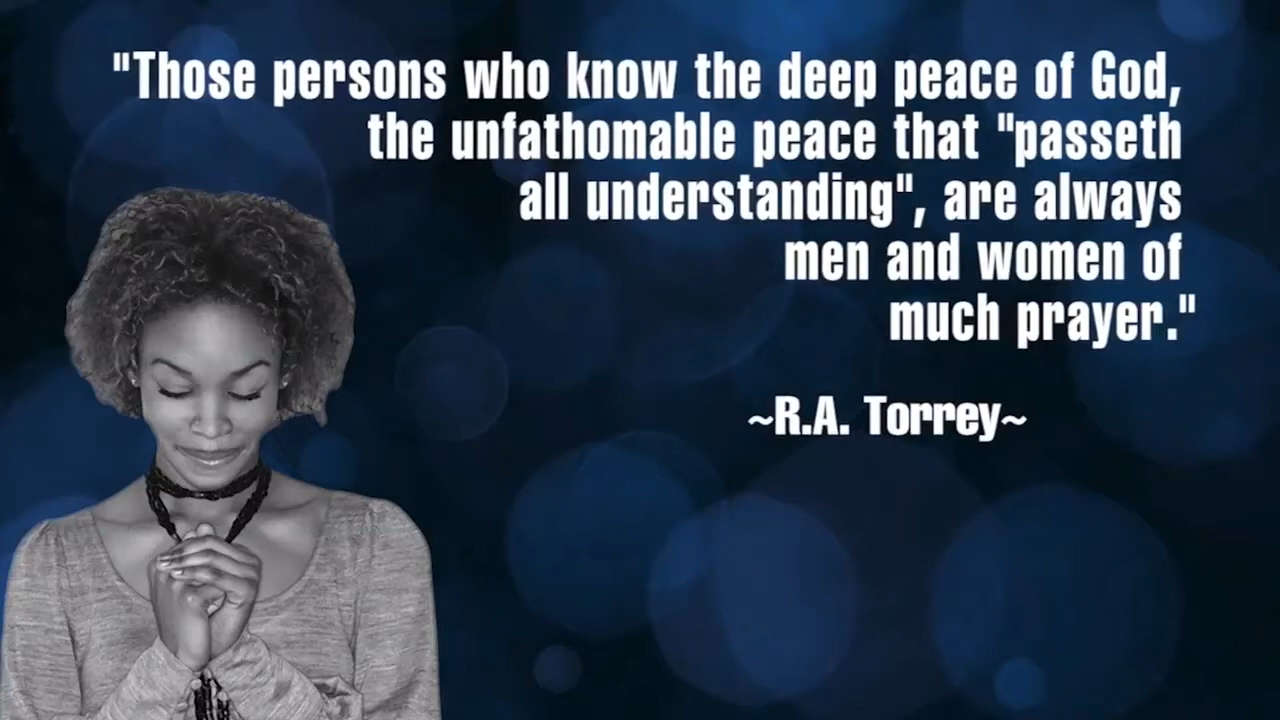 "Those persons who know the deep peace of God,
the unfathomable peace that "passeth
all understanding", are always
men and women of
much prayer."
~R.A. Torrey~